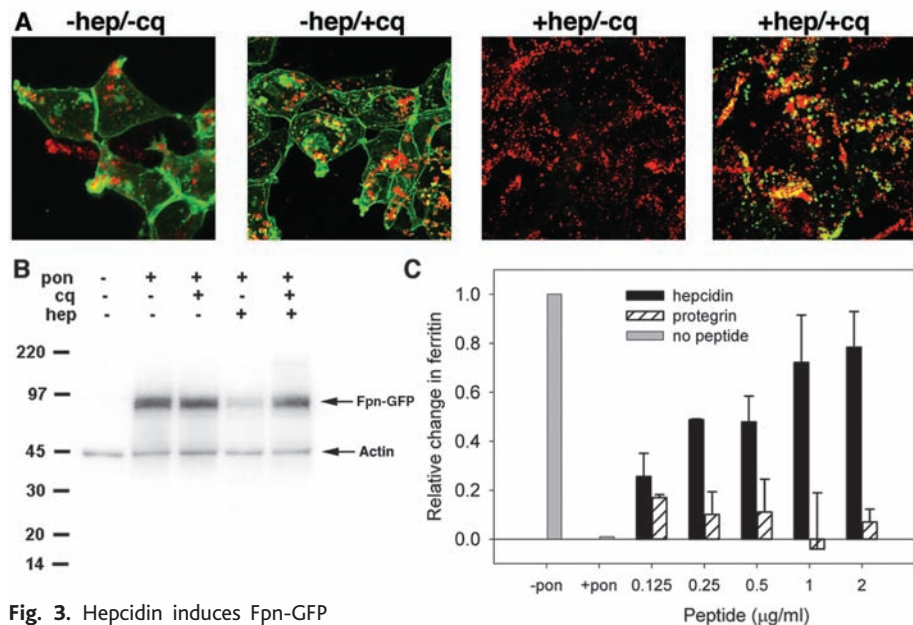 A
-hep/-cq
-hep/+cq
+hep/-cq
+hep/+cq
B
pon - + + + +
cq - - + - +
hep - - - + +
220
97
45
30
20
14
Fpn-GFP
Actin
C
Relative change in ferritin
1.0
0.8
0.6
0.4
0.2
0.0
hepcidin
protegrin
no peptide
-pon +pon 0.125 0.25 0.5 1 2
Peptide (μg/ml)
Fig. 3. Hepcidin induces Fpn-GFP